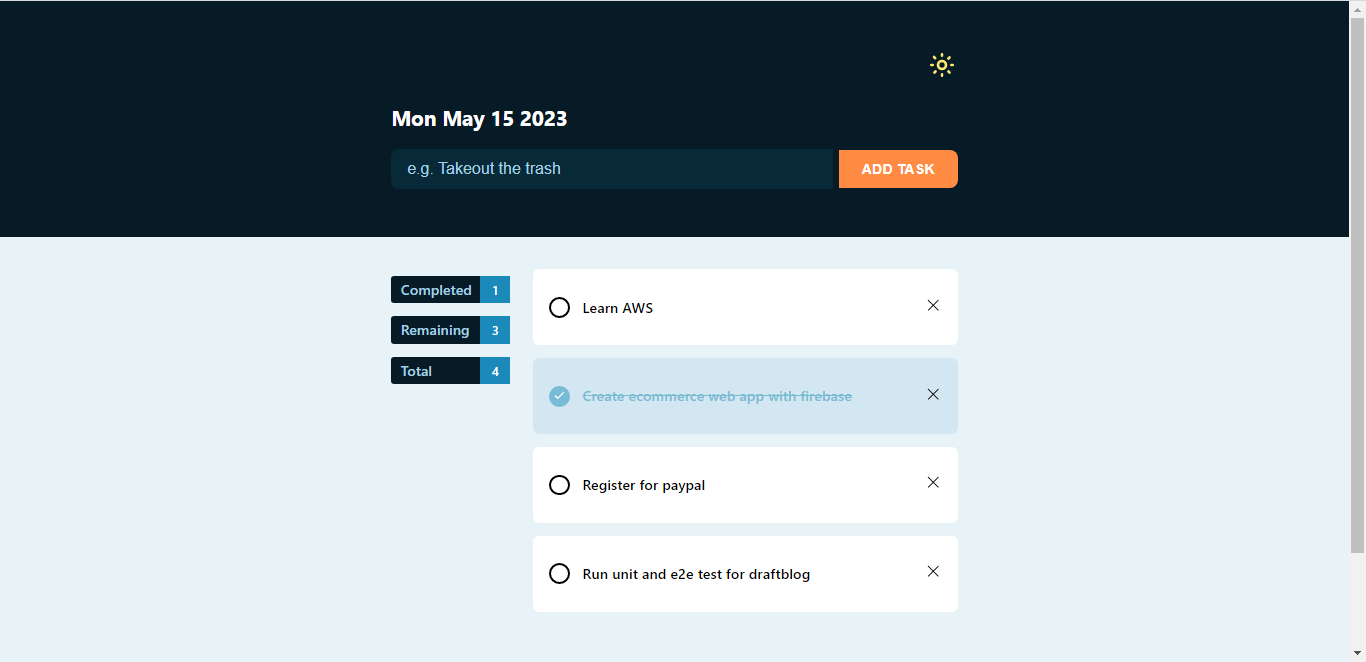 Mon May 15 2023
e.g. Takeout the trash
ADD TASK
Completed 1
Remaining 3
Total 4
Learn AWS
Create ecommerce web app with firebase
Register for paypal
Run unit and e2e test for draftblog